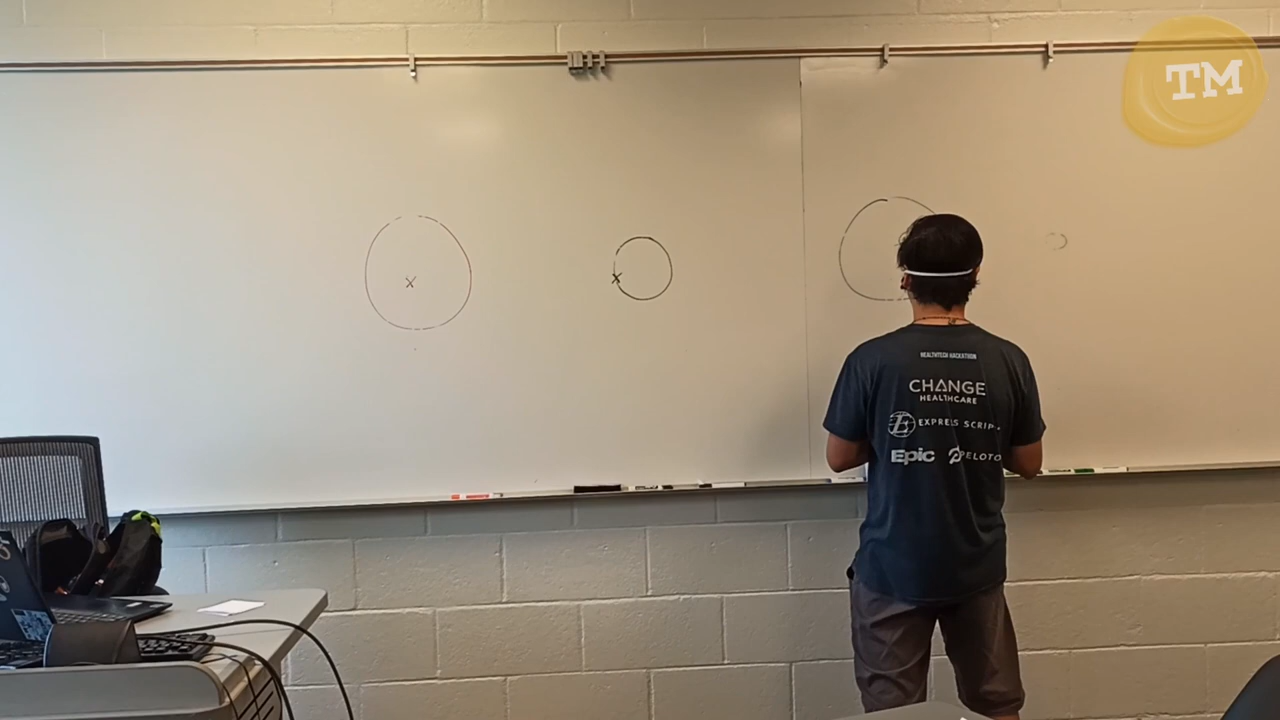 TM
x
x
HEALTHTECH HACKATHON
CHANGE
HEALTHCARE
E EXPRESS SCRIP
Epic PELOTO